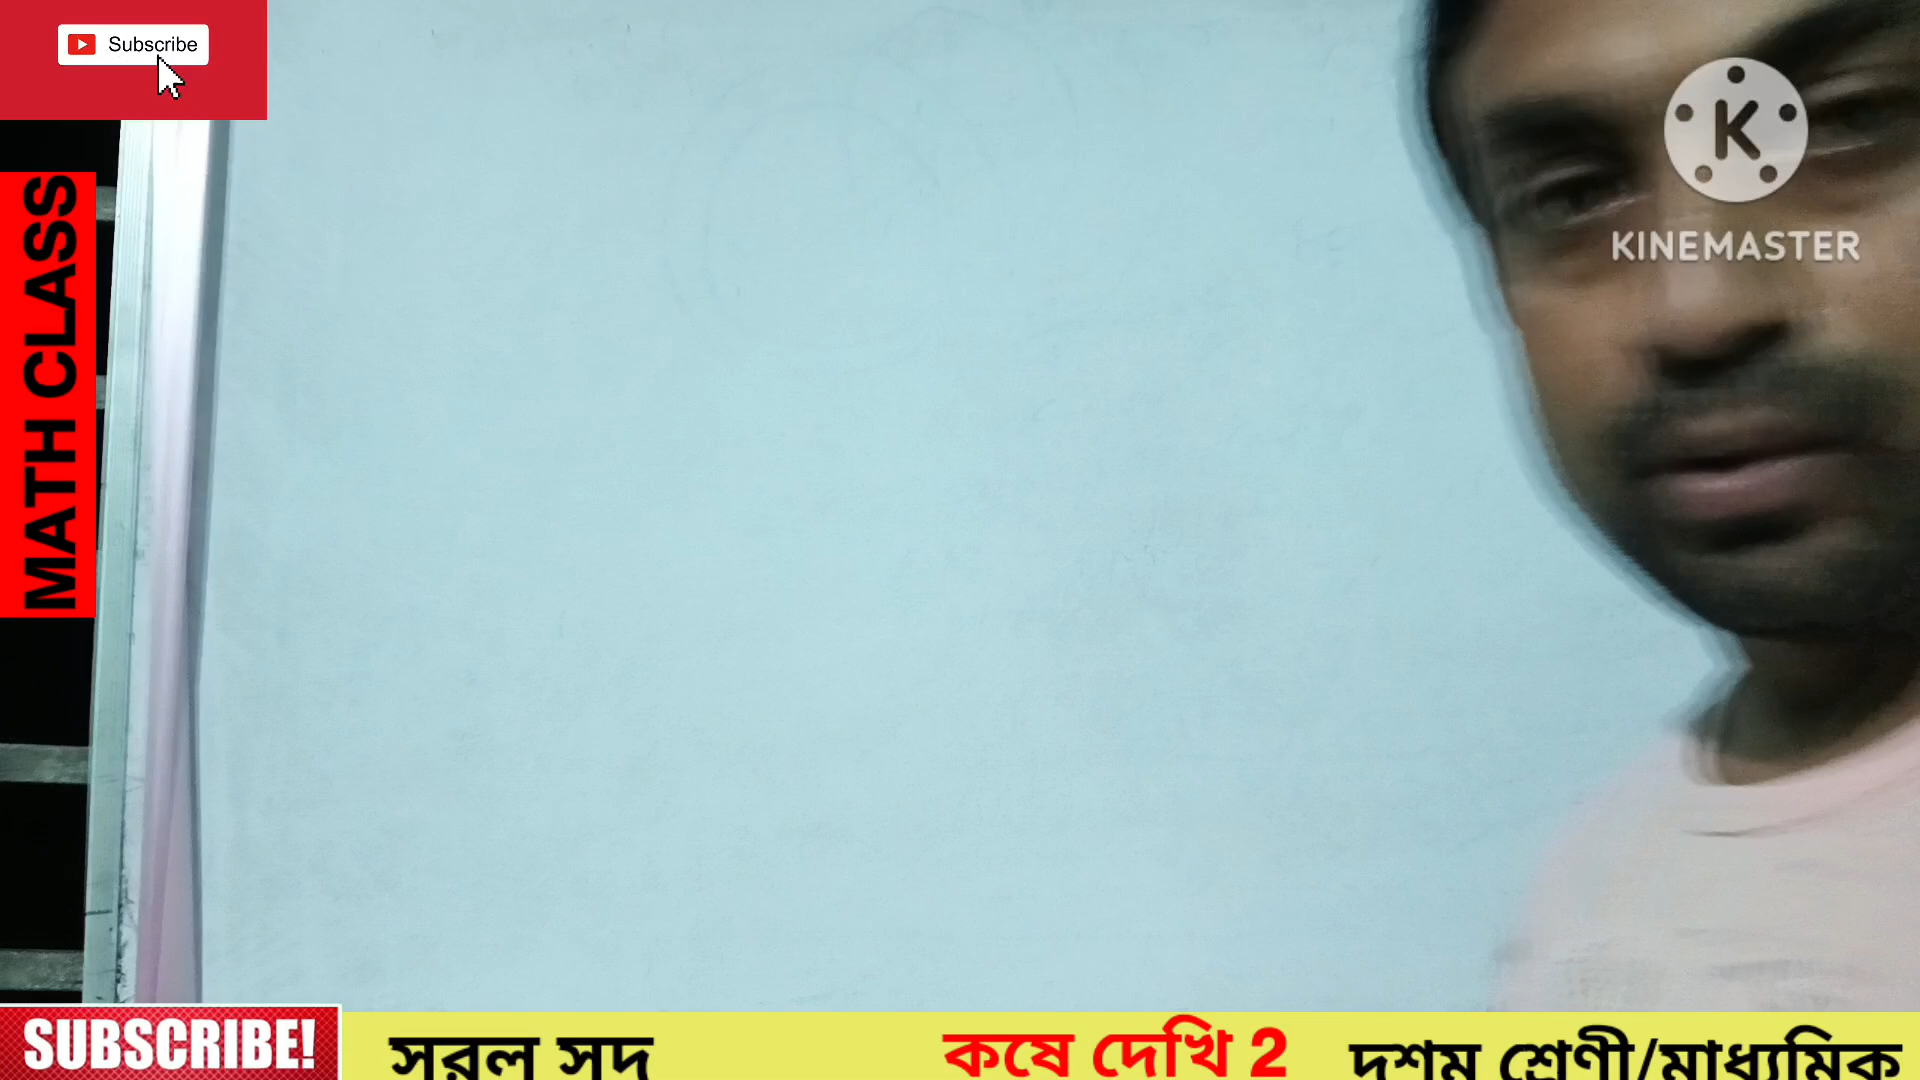 Subscribe
K
KINEMASTER
MATH CLASS
SUBSCRIBE!
সরল সুদ
কষে দেখি 2
দশম শ্রেণী/মাধ্যমিক